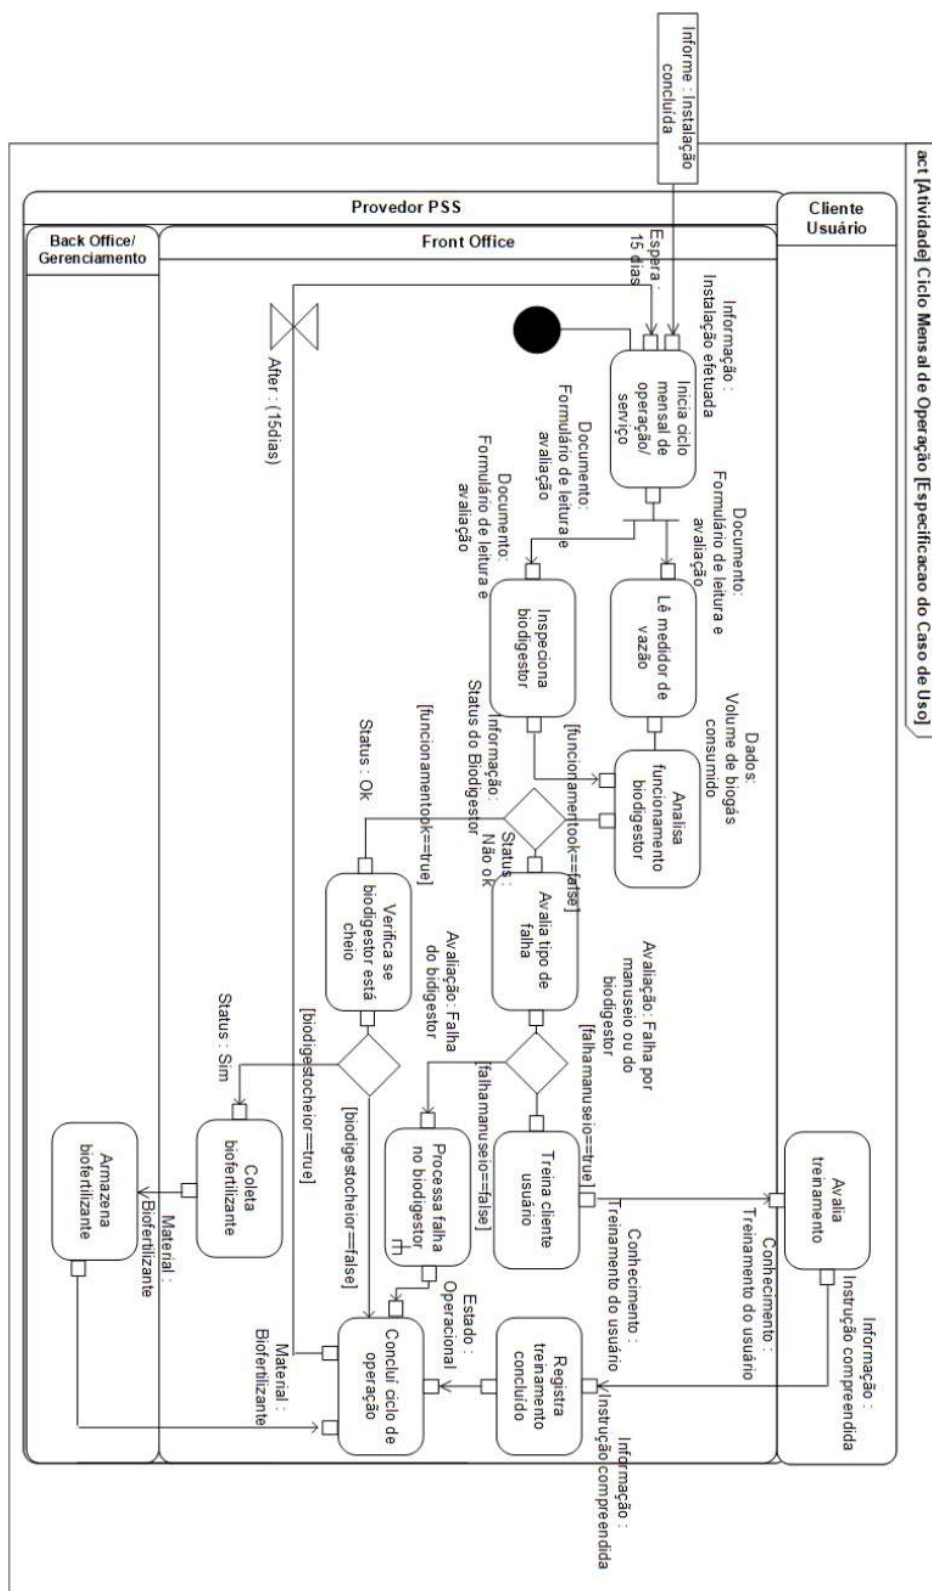 act [Atividade] Ciclo Mensal de Operação [Especificacao do Caso de Uso]
Informe : Instalação
concluída
Cliente
Usuário
Provedor PSS
Front Office
Back Office/
Gerenciamento
Espera :
15 dias
Informação :
Instalação efetuada
Inicia ciclo
mensal de
operação/
serviço
After : (15dias)
Documento:
Formulário de leitura e
avaliação
Documento:
Formulário de leitura e
avaliação
Documento:
Formulário de leitura e
avaliação
Lê medidor de
vazão
Inspeciona
biodigestor
Dados:
Volume de biogás
consumido
Analisa
funcionamento
biodigestor
Informação:
Status do Biodigestor
[funcionamentook==false]
[funcionamentook==true]
Status :
Não ok
Status : Ok
Avalia tipo de
falha
Verifica se
biodigestor está
cheio
Avaliação: Falha por
manuseio ou do
biodigestor
Avaliação: Falha
do bidigestor
[falhamanuseio==true]
[falhamanuseio==false]
[biodigestocheior==true]
[biodigestocheior==false]
Status : Sim
Treina cliente
usuário
Processa falha
no biodigestor
Coleta
biofertilizante
Armazena
biofertilizante
Avalia
treinamento
Conhecimento :
Treinamento do usuário
Conhecimento :
Treinamento do usuário
Informação :
Instrução compreendida
Informação :
Instrução compreendida
Registra
treinamento
concluído
Estado :
Operacional
Concluí ciclo de
operação
Material :
Biofertilizante
Material :
Biofertilizante